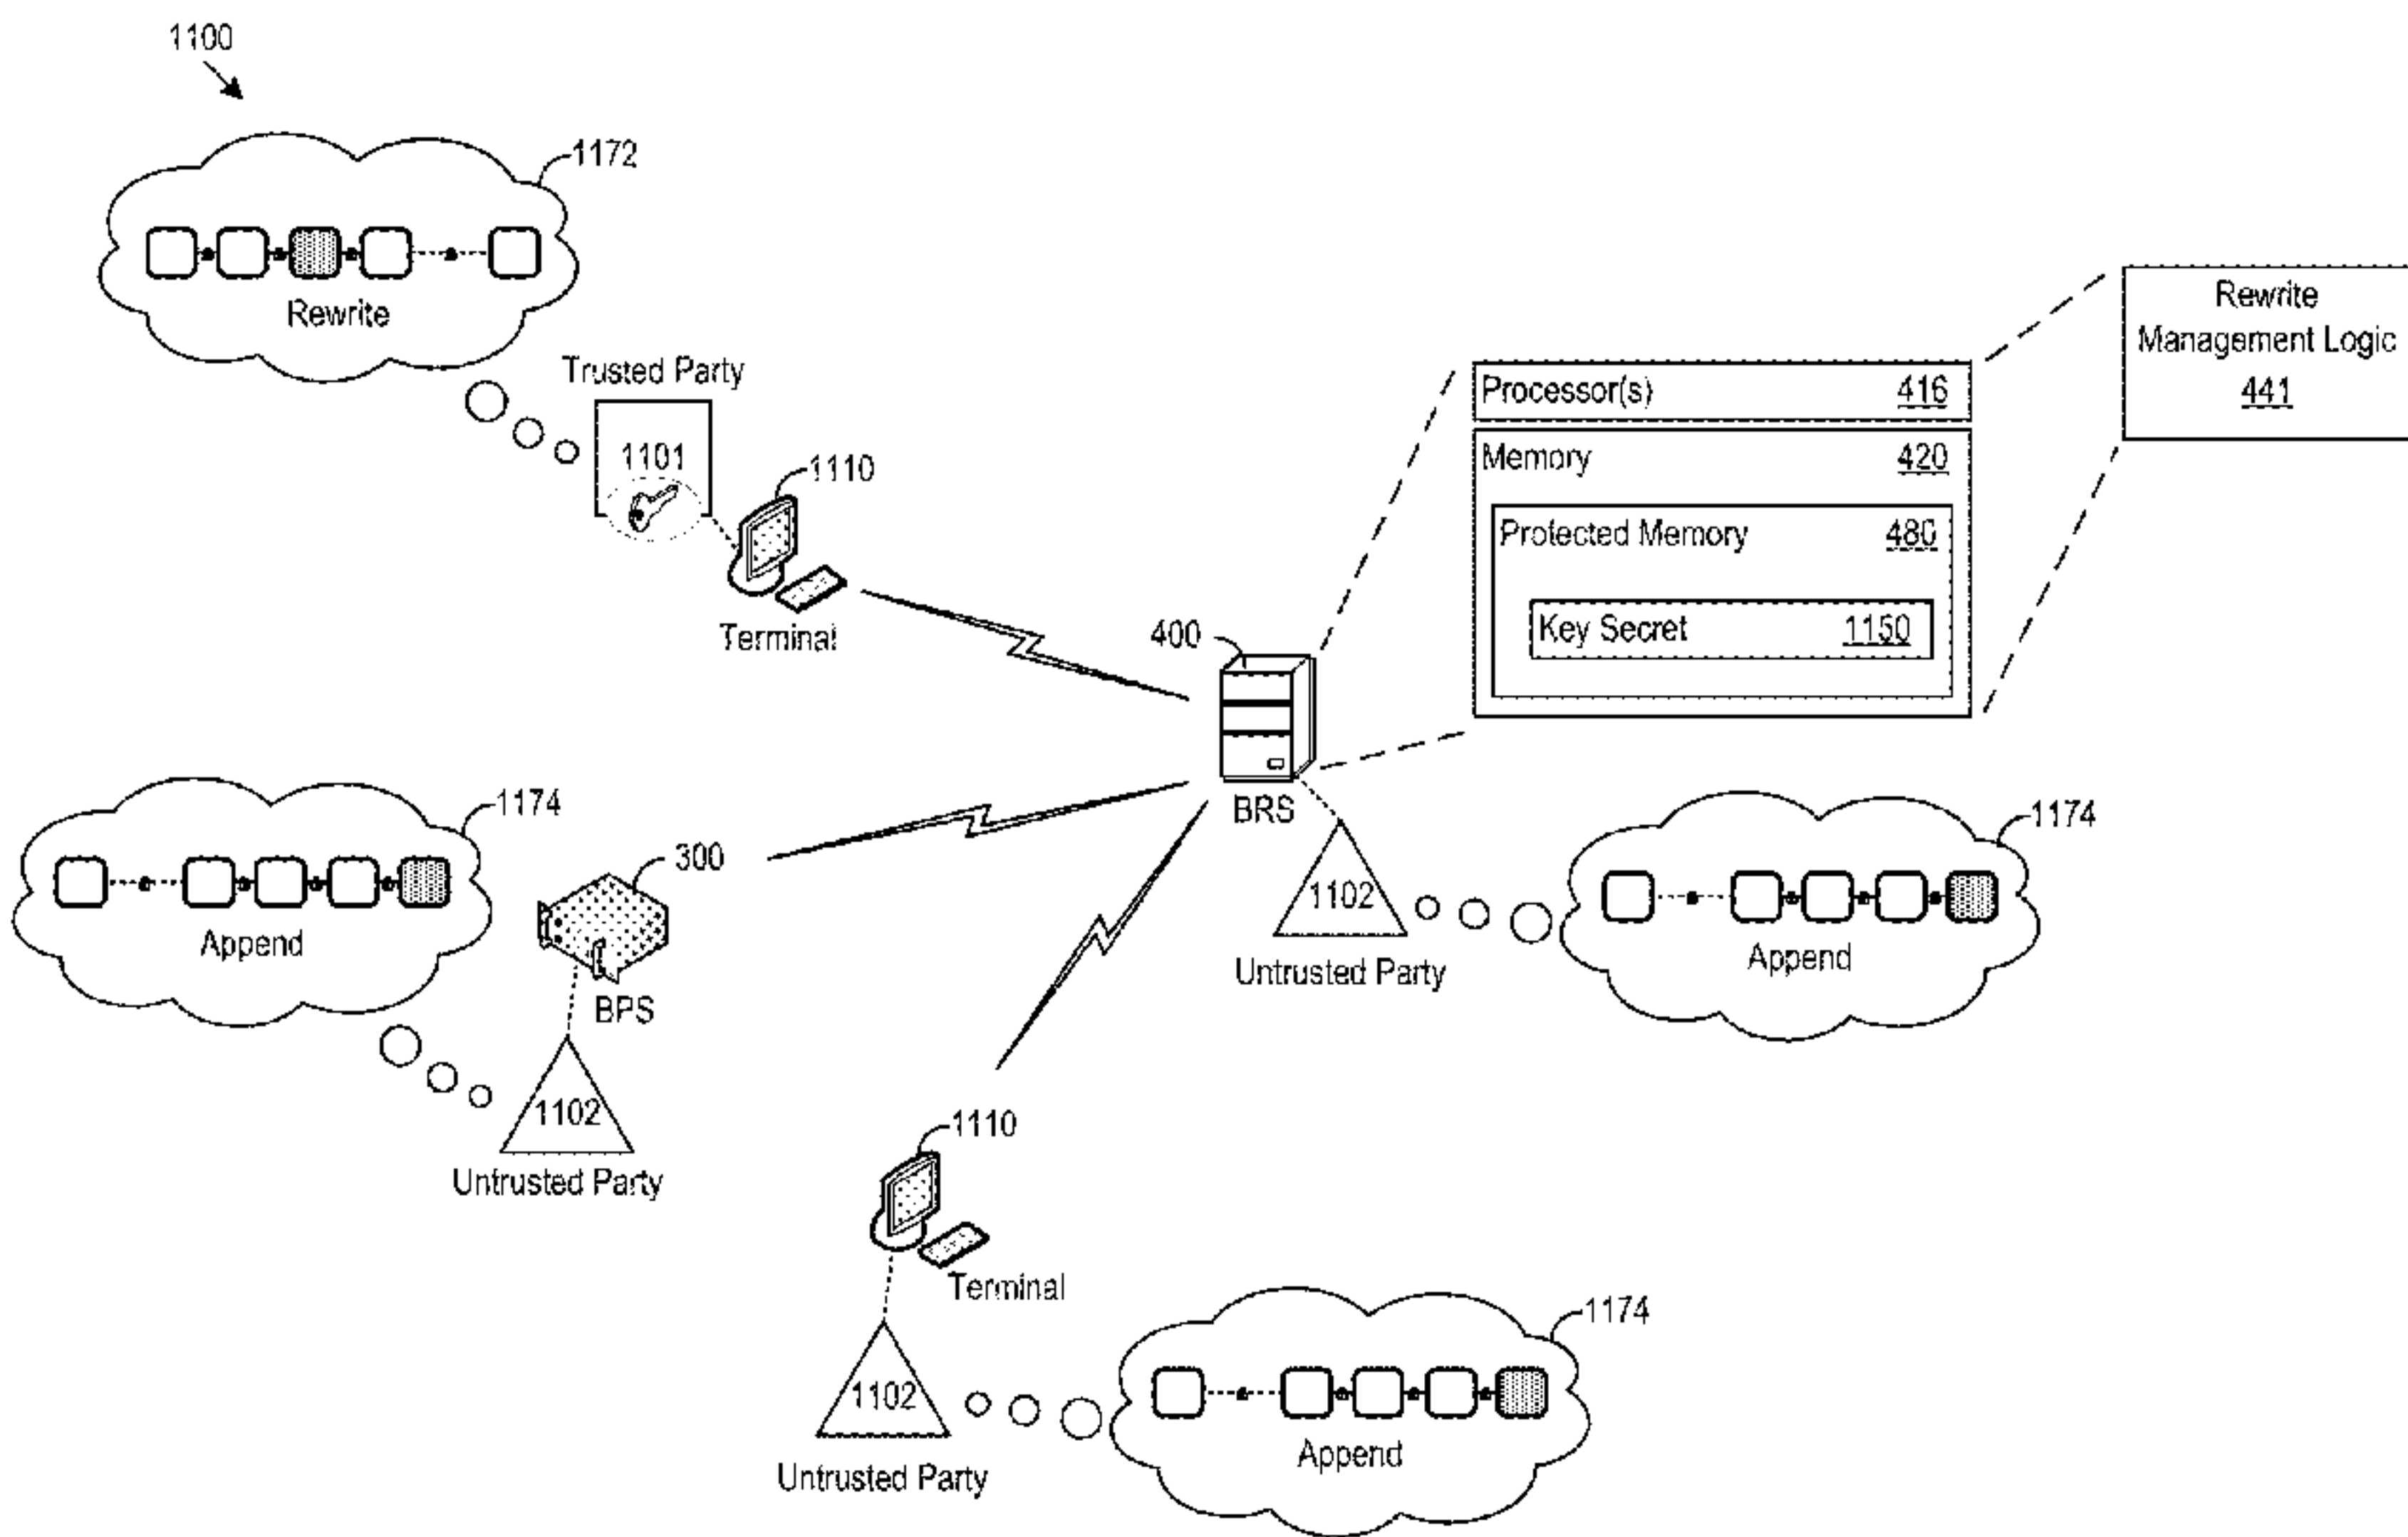 1100
1172
Rewrite
Trusted Party
1101
1110
Terminal
Rewrite
Management Logic
441
Processor(s) 416
Memory 420
Protected Memory 480
Key Secret 1150
400
BRS
1174
Append
300
BPS
1102
Untrusted Party
1102
Untrusted Party
1174
Append
1110
Terminal
1102
Untrusted Party
1174
Append